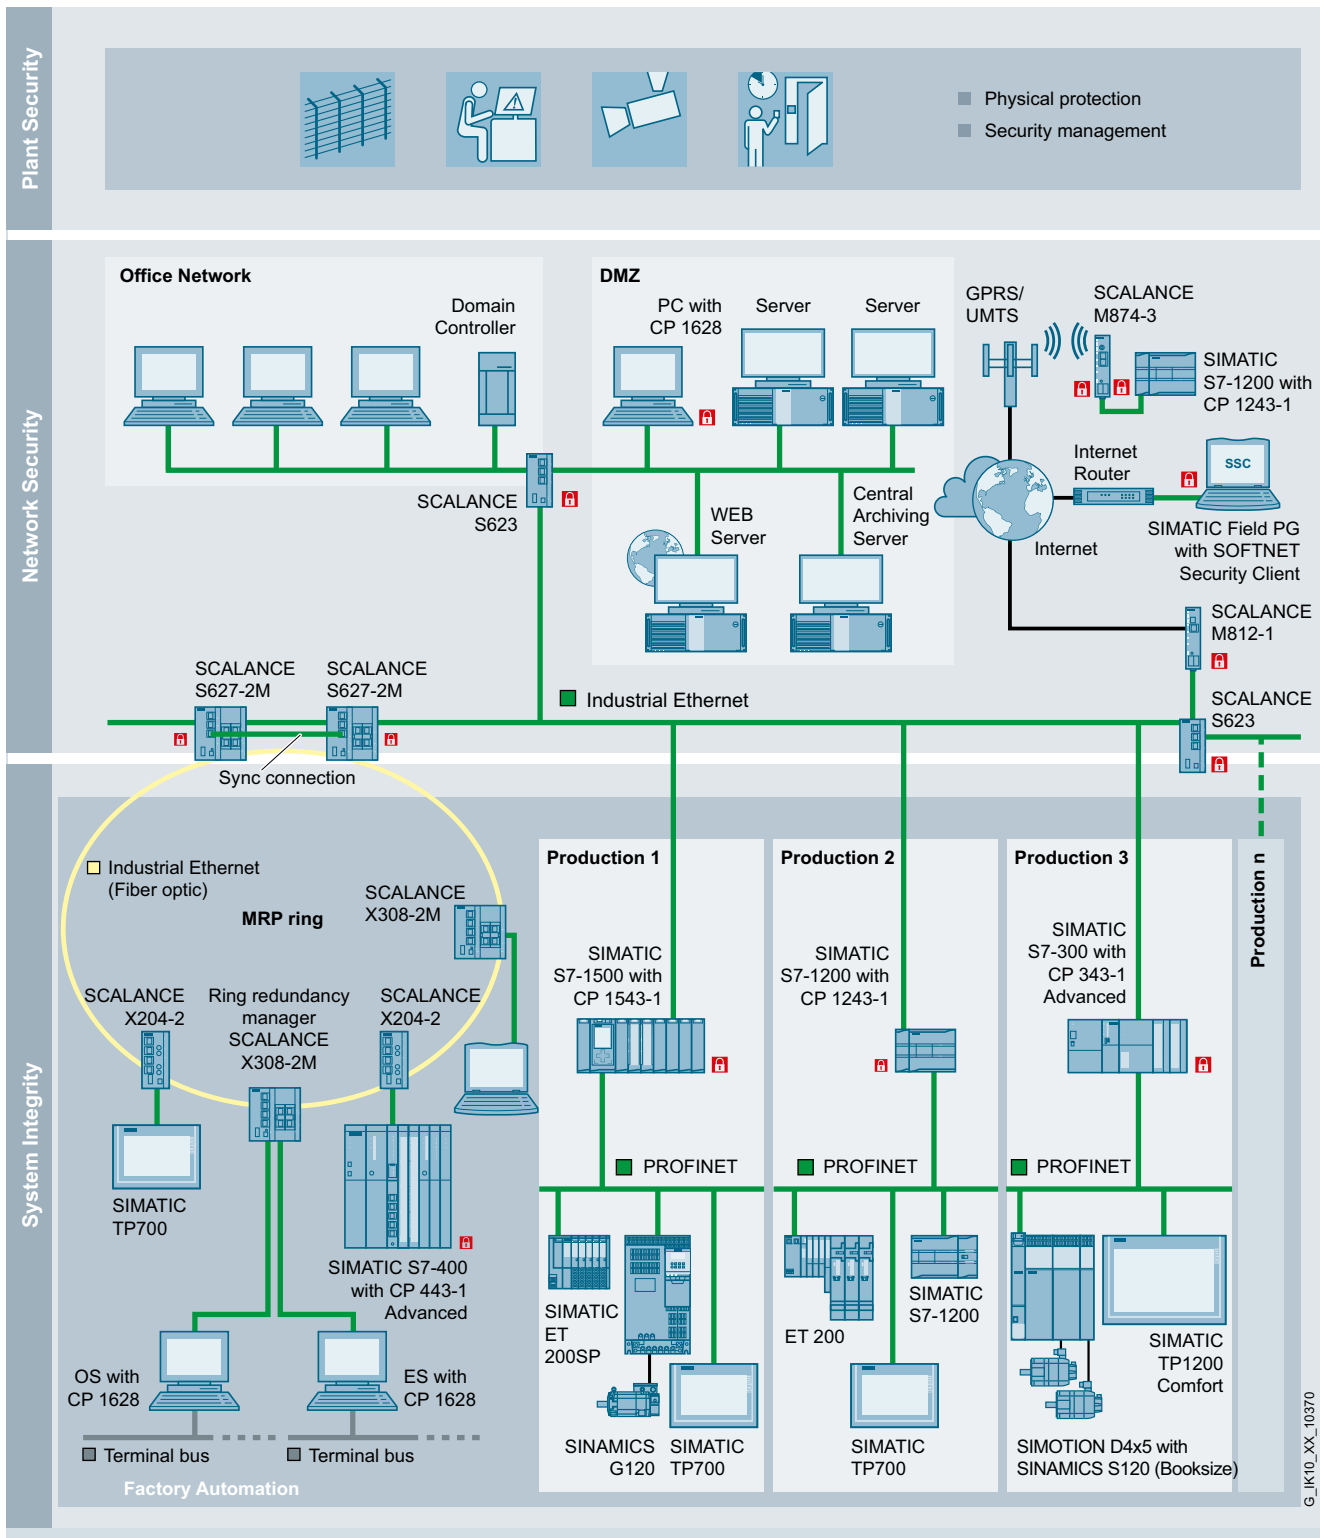 Plant Security
Physical protection
Security management
Network Security
Office Network
Domain
Controller
SCALANCE
S623
DMZ
PC with
CP 1628
Server
Server
WEB
Server
Central
Archiving
Server
GPRS/
UMTS
SCALANCE
M874-3
SIMATIC
S7-1200 with
CP 1243-1
Internet
Router
SSC
Internet
SIMATIC Field PG
with SOFTNET
Security Client
SCALANCE
M812-1
SCALANCE
S627-2M
SCALANCE
S627-2M
Industrial Ethernet
SCALANCE
S623
Sync connection
System Integrity
Industrial Ethernet
(Fiber optic)
MRP ring
SCALANCE
X308-2M
SCALANCE
X204-2
Ring redundancy
manager
SCALANCE
X308-2M
SCALANCE
X204-2
SIMATIC
TP700
SIMATIC S7-400
with CP 443-1
Advanced
OS with
CP 1628
ES with
CP 1628
Terminal bus
Terminal bus
Factory Automation
Production 1
SIMATIC
S7-1500 with
CP 1543-1
PROFINET
SIMATIC
ET
200SP
SINAMICS
G120
SIMATIC
TP700
Production 2
SIMATIC
S7-1200 with
CP 1243-1
PROFINET
ET 200
SIMATIC
S7-1200
SIMATIC
TP700
Production 3
SIMATIC
S7-300 with
CP 343-1
Advanced
PROFINET
SIMATIC
TP1200
Comfort
SIMOTION D4x5 with
SINAMICS S120 (Booksize)
Production n
G_IK10_XX_10370